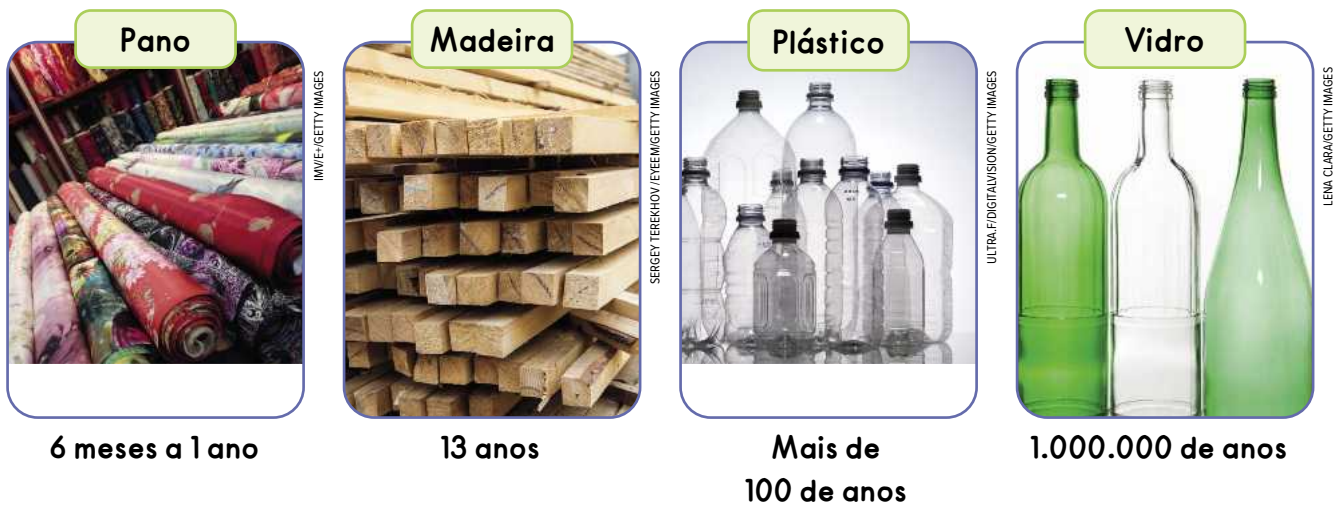 Pano
Madeira
Plástico
Vidro
IMV/E+/GETTY IMAGES
SERGEY TEREKHOV/EYEEM/GETTY IMAGES
ULTRA.F/DIGITALVISION/GETTY IMAGES
LENA CLARA/GETTY IMAGES
6 meses a 1 ano
13 anos
Mais de
100 de anos
1.000.000 de anos